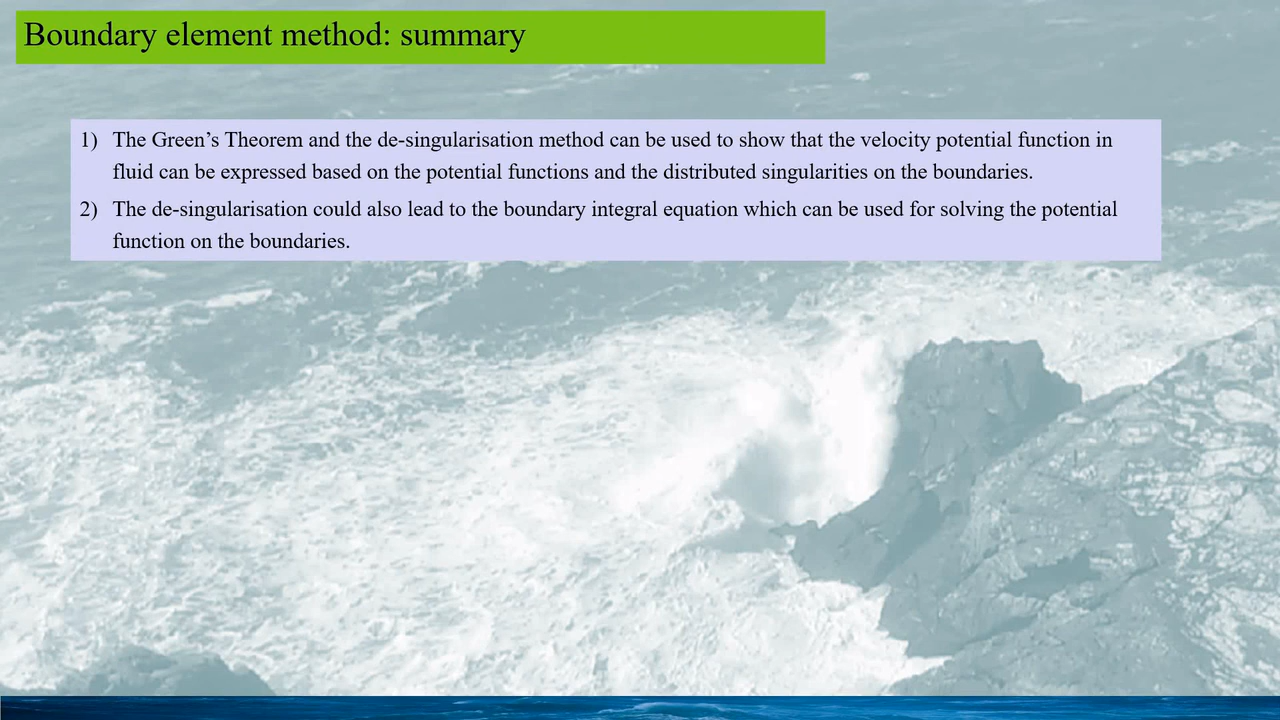 Boundary element method: summary
1) The Green’s Theorem and the de-singularisation method can be used to show that the velocity potential function in
fluid can be expressed based on the potential functions and the distributed singularities on the boundaries.
2) The de-singularisation could also lead to the boundary integral equation which can be used for solving the potential
function on the boundaries.